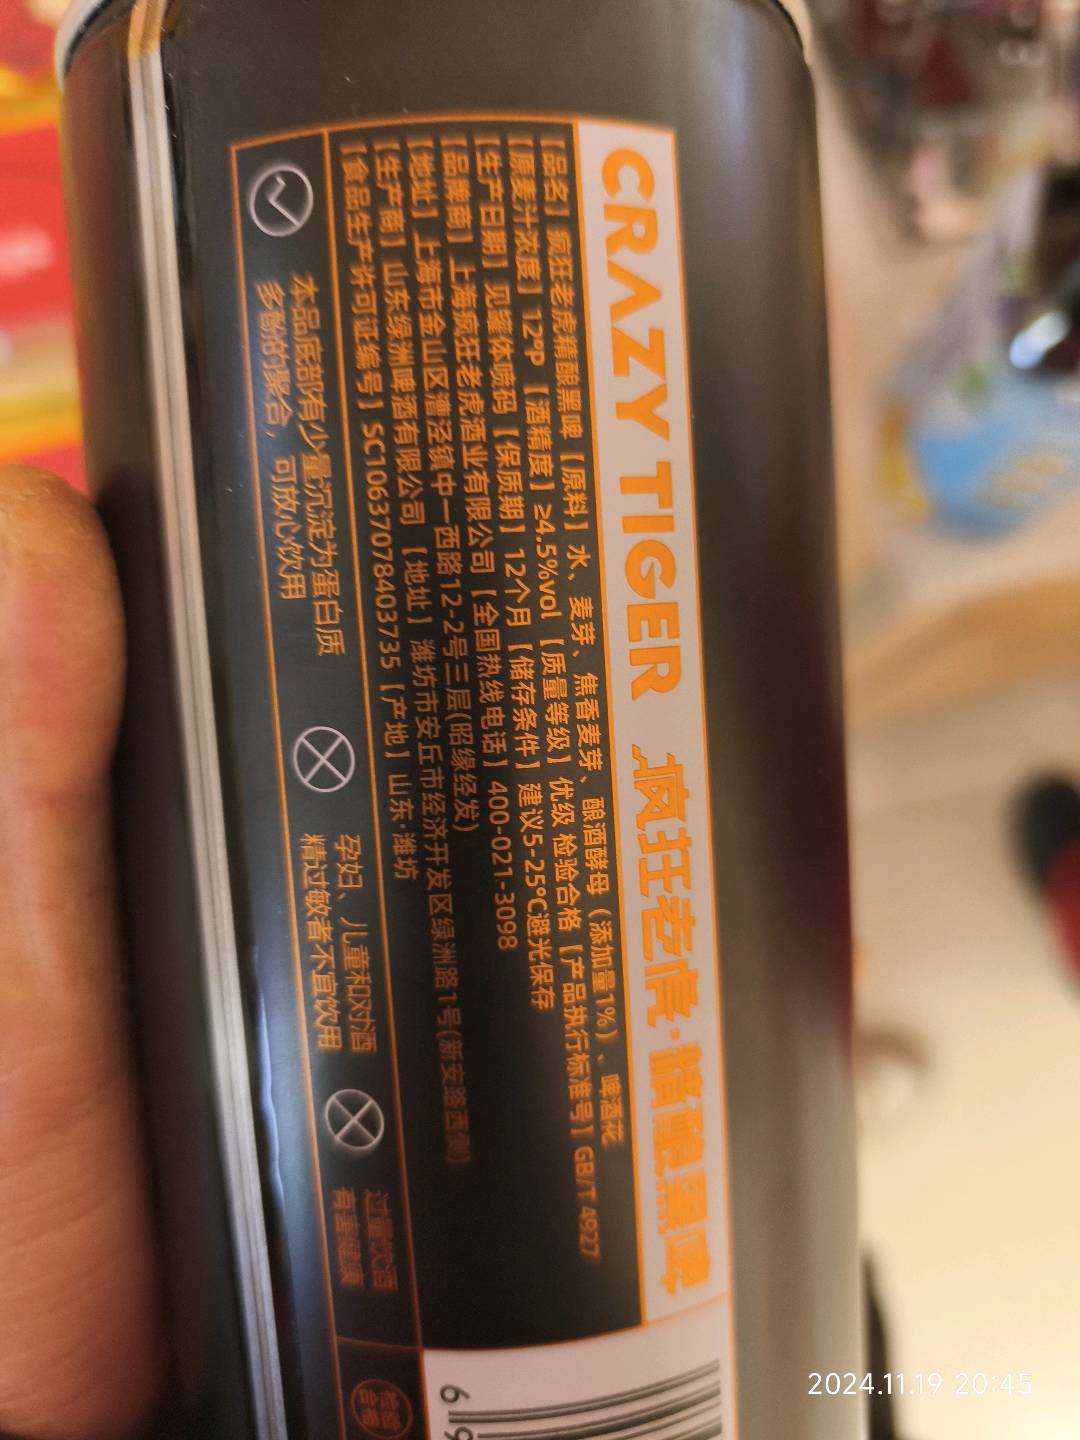 CRAZY TIGER 疯狂老虎·精酿黑啤
【品名】疯狂老虎精酿黑啤【原料】水、麦芽、焦香麦芽、酿酒酵母（添加量1%）、啤酒花
【原麦汁浓度】12°P【酒精度】≥4.5%vol【质量等级】优级 检验合格【产品执行标准号】GB/T 4927
【生产日期】见罐体喷码【保质期】12个月【储存条件】建议5-25°C避光保存
【品牌商】上海疯狂老虎酒业有限公司【全国热线电话】400-021-3098
【地址】上海市金山区漕泾镇中一西路12-2号三层(昭缘经发)
【生产商】山东绿洲啤酒有限公司【地址】潍坊市安丘市经济开发区绿洲路1号(新安路西侧)
【食品生产许可证编号】SC10637078403735【产地】山东·潍坊
本品底部有少量沉淀为蛋白质
多酚的聚合，可放心饮用
孕妇、儿童和对酒
精过敏者不宜饮用
过量饮酒
有害健康
6 9
2024.11.19 20:45